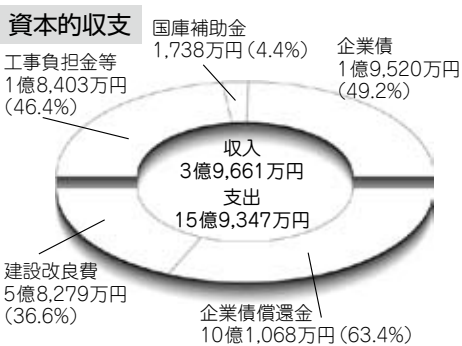 資本的収支
国庫補助金
1,738万円(4.4%)
企業債
1億9,520万円
(49.2%)
工事負担金等
1億8,403万円
(46.4%)
収入
3億9,661万円
支出
15億9,347万円
建設改良費
5億8,279万円
(36.6%)
企業債償還金
10億1,068万円(63.4%)